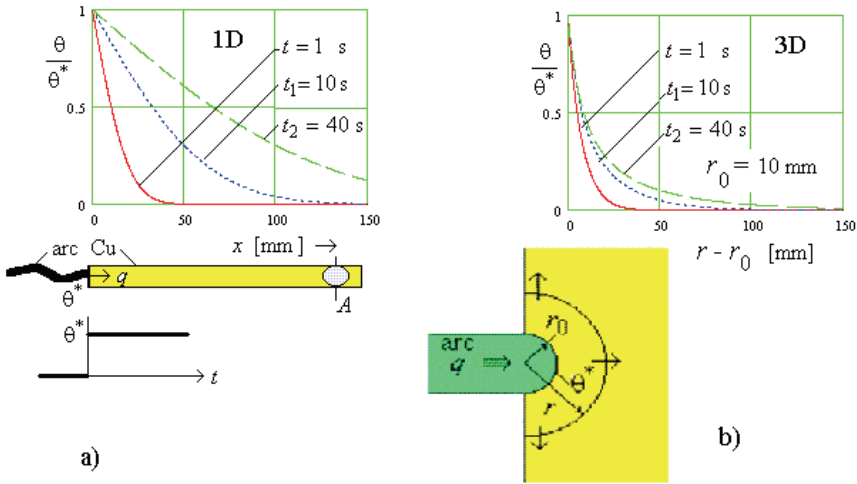 1
1D
t = 1 s
t₁ = 10 s
t₂ = 40 s
θ
θ*
0.5
0
0
50
100
150
x [mm]
arc Cu
q
θ*
A
θ*
t
a)
1
3D
t = 1 s
t₁ = 10 s
t₂ = 40 s
θ
θ*
0.5
r₀ = 10 mm
0
0
50
100
150
r - r₀ [mm]
arc
q ⇒
r₀
θ*
r
b)